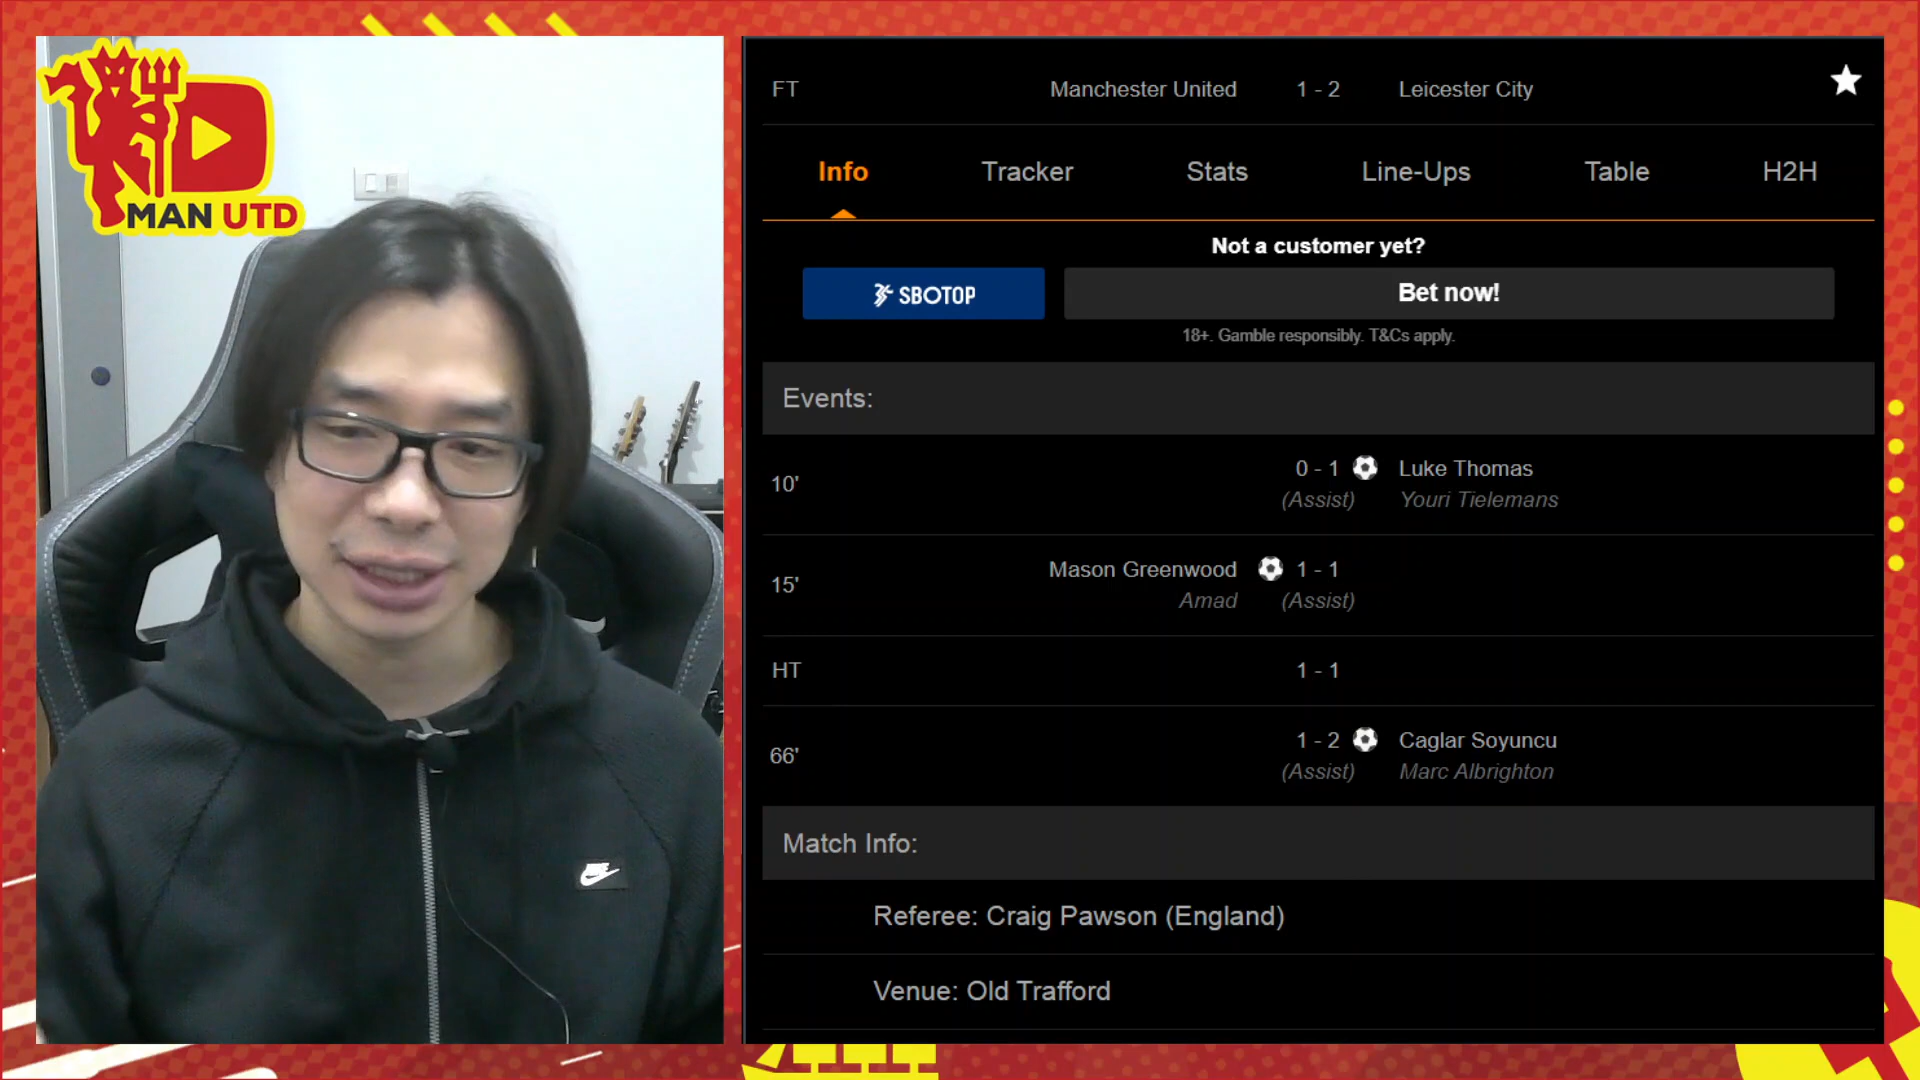 MAN UTD
FT Manchester United 1 - 2 Leicester City
Info Tracker Stats Line-Ups Table H2H
Not a customer yet?
SBOTOP Bet now!
18+. Gamble responsibly. T&Cs apply.
Events:
10' 0 - 1 Luke Thomas
(Assist) Youri Tielemans
15' Mason Greenwood 1 - 1
Amad (Assist)
HT 1 - 1
66' 1 - 2 Caglar Soyuncu
(Assist) Marc Albrighton
Match Info:
Referee: Craig Pawson (England)
Venue: Old Trafford